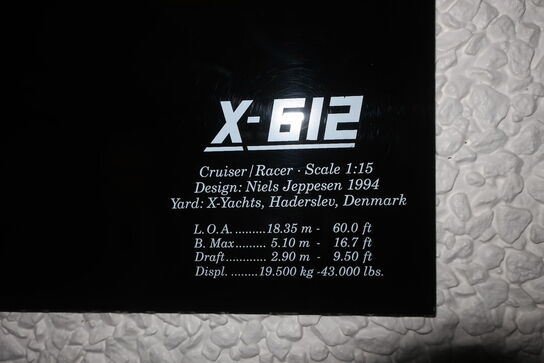 X-612
Cruiser/Racer · Scale 1:15
Design: Niels Jeppesen 1994
Yard: X-Yachts, Haderslev, Denmark
L.O.A..........18.35 m - 60.0 ft
B. Max......... 5.10 m - 16.7 ft
Draft............ 2.90 m - 9.50 ft
Displ. ........19.500 kg -43.000 lbs.